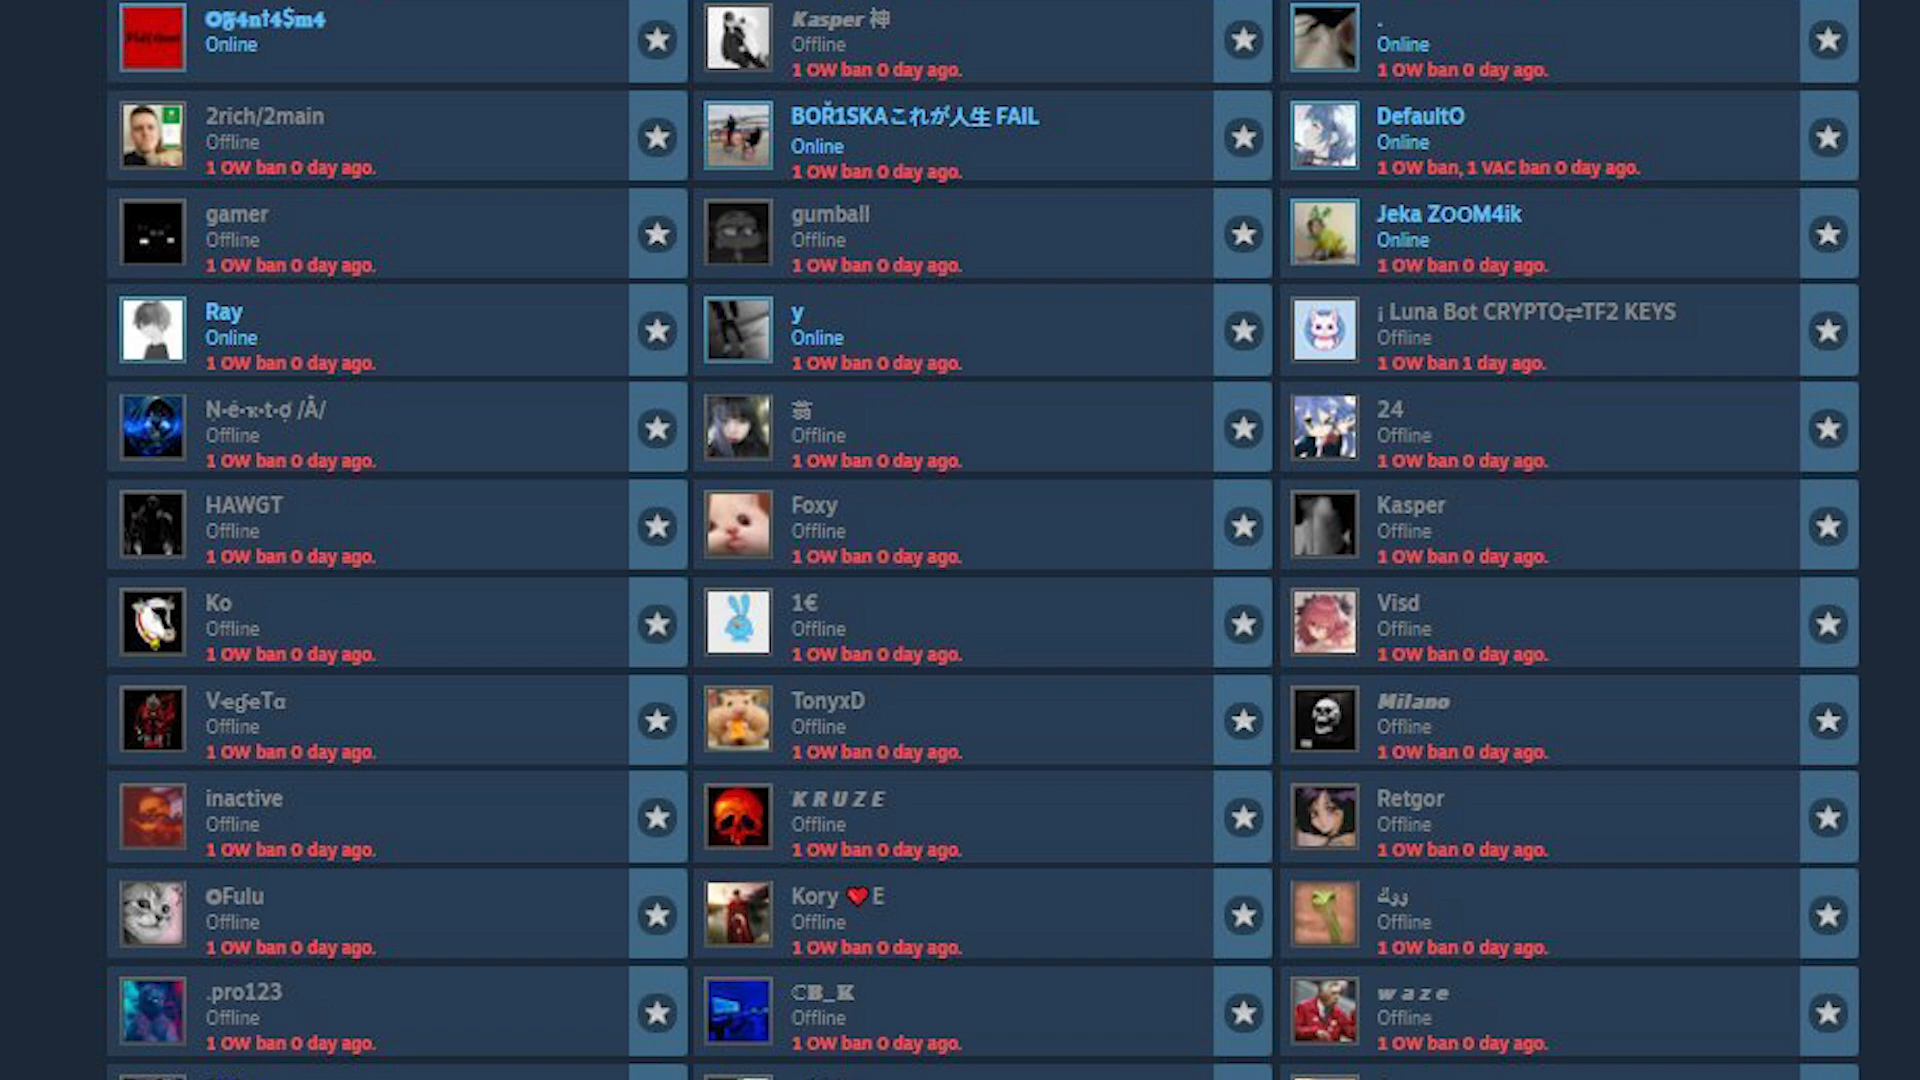 Online
Kasper 神
Offline
1 OW ban 0 day ago.
.
Online
1 OW ban 0 day ago.
2rich/2main
Offline
1 OW ban 0 day ago.
BOŘ1SKAこれが人生 FAIL
Online
1 OW ban 0 day ago.
DefaultO
Online
1 OW ban, 1 VAC ban 0 day ago.
gamer
Offline
1 OW ban 0 day ago.
gumball
Offline
1 OW ban 0 day ago.
Jeka ZOOM4ik
Online
1 OW ban 0 day ago.
Ray
Online
1 OW ban 0 day ago.
y
Online
1 OW ban 0 day ago.
¡ Luna Bot CRYPTO⇄TF2 KEYS
Offline
1 OW ban 1 day ago.
Offline
1 OW ban 0 day ago.
Offline
1 OW ban 0 day ago.
24
Offline
1 OW ban 0 day ago.
HAWGT
Offline
1 OW ban 0 day ago.
Foxy
Offline
1 OW ban 0 day ago.
Kasper
Offline
1 OW ban 0 day ago.
Ko
Offline
1 OW ban 0 day ago.
1€
Offline
1 OW ban 0 day ago.
Visd
Offline
1 OW ban 0 day ago.
VegeTα
Offline
1 OW ban 0 day ago.
TonyxD
Offline
1 OW ban 0 day ago.
Milano
Offline
1 OW ban 0 day ago.
inactive
Offline
1 OW ban 0 day ago.
K R U Z E
Offline
1 OW ban 0 day ago.
Retgor
Offline
1 OW ban 0 day ago.
✪Fulu
Offline
1 OW ban 0 day ago.
Kory ❤ E
Offline
1 OW ban 0 day ago.
Offline
1 OW ban 0 day ago.
.pro123
Offline
1 OW ban 0 day ago.
ℂ𝔹_𝕂
Offline
1 OW ban 0 day ago.
w a z e
Offline
1 OW ban 0 day ago.